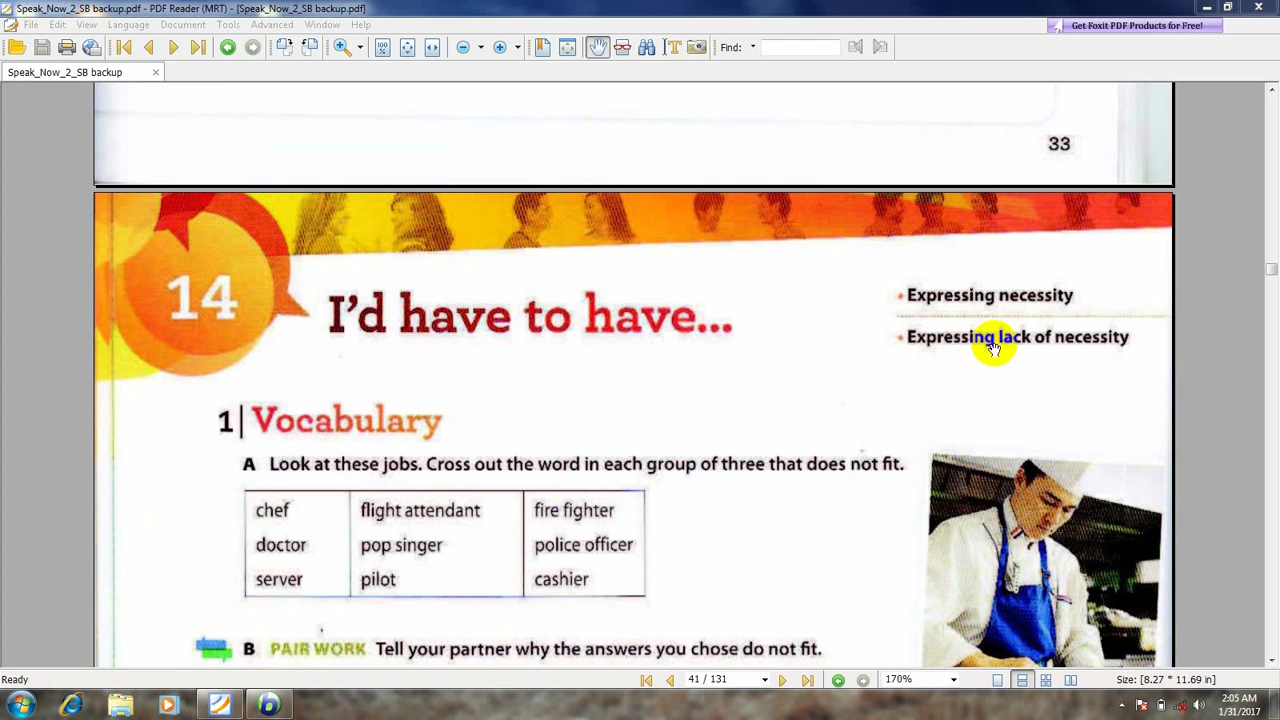 Speak_Now_2_SB backup.pdf - PDF Reader (MRT) - [Speak_Now_2_SB backup.pdf]
File Edit View Language Document Tools Advanced Window Help
Get Foxit PDF Products for Free!
Find:
Speak_Now_2_SB backup
33
14
I'd have to have...
Expressing necessity
Expressing lack of necessity
1 Vocabulary
A Look at these jobs. Cross out the word in each group of three that does not fit.
chef flight attendant fire fighter
doctor pop singer police officer
server pilot cashier
B PAIR WORK Tell your partner why the answers you chose do not fit.
Ready 41 / 131 170% Size: [8.27 * 11.69 in]
2:05 AM
1/31/2017